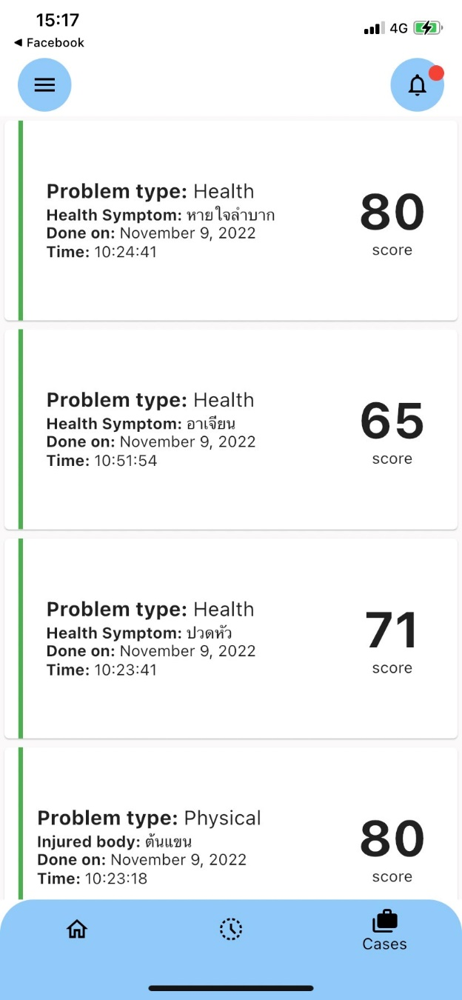 15:17
4G
◀ Facebook
Problem type: Health
Health Symptom: หายใจลำบาก
Done on: November 9, 2022
Time: 10:24:41
80
score
Problem type: Health
Health Symptom: อาเจียน
Done on: November 9, 2022
Time: 10:51:54
65
score
Problem type: Health
Health Symptom: ปวดหัว
Done on: November 9, 2022
Time: 10:23:41
71
score
Problem type: Physical
Injured body: ต้นแขน
Done on: November 9, 2022
Time: 10:23:18
80
score
Cases